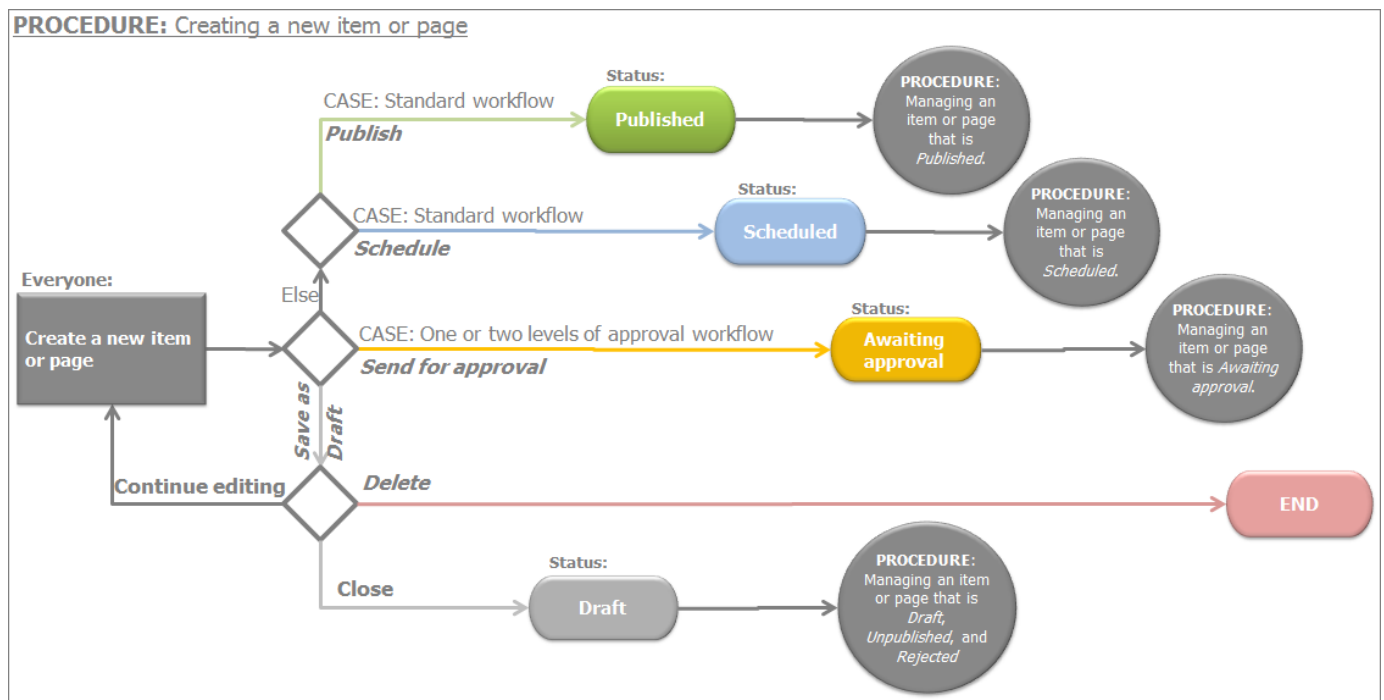 PROCEDURE: Creating a new item or page
Status:
CASE: Standard workflow
Publish
Published
PROCEDURE:
Managing an
item or page
that is
Published.
Status:
CASE: Standard workflow
Schedule
Scheduled
PROCEDURE:
Managing an
item or page
that is
Scheduled.
Everyone:
Create a new item
or page
Else
Status:
CASE: One or two levels of approval workflow
Send for approval
Awaiting
approval
PROCEDURE:
Managing an
item or page
that is Awaiting
approval.
Save as
Draft
Continue editing
Delete
END
Close
Status:
Draft
PROCEDURE:
Managing an item
or page that is
Draft,
Unpublished, and
Rejected